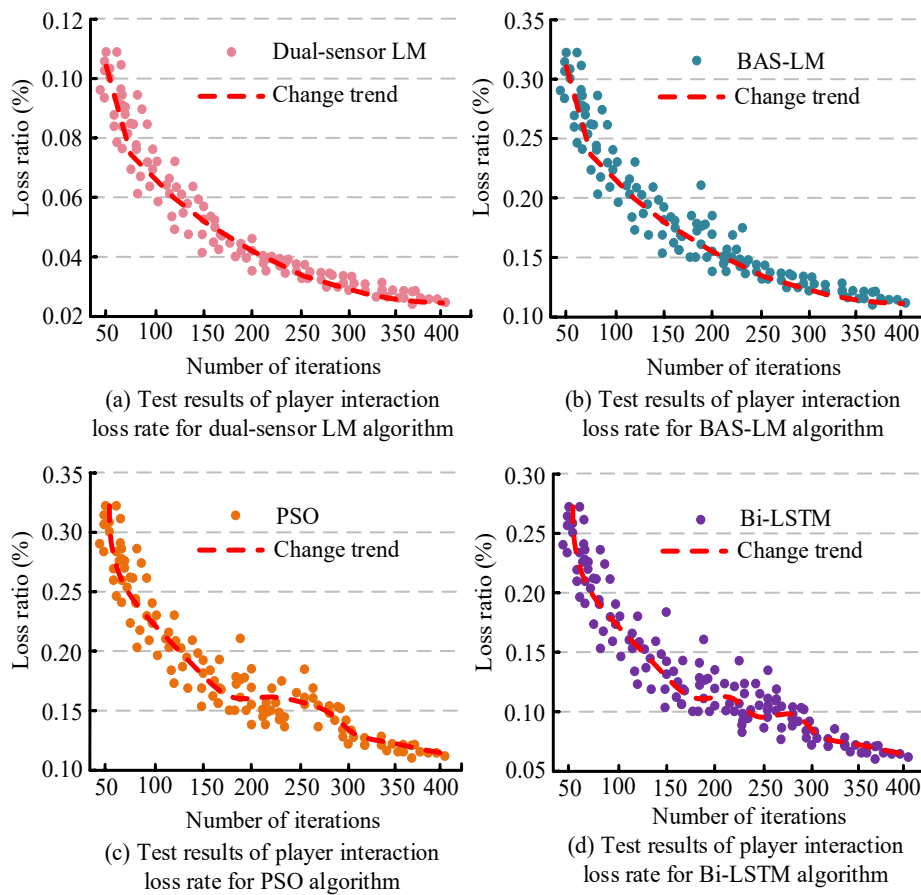 0.12
0.10
0.08
0.06
0.04
0.02
Loss ratio (%)
Dual-sensor LM
Change trend
50 100 150 200 250 300 350 400
Number of iterations
(a) Test results of player interaction
loss rate for dual-sensor LM algorithm
0.35
0.30
0.25
0.20
0.15
0.10
Loss ratio (%)
BAS-LM
Change trend
50 100 150 200 250 300 350 400
Number of iterations
(b) Test results of player interaction
loss rate for BAS-LM algorithm
0.35
0.30
0.25
0.20
0.15
0.10
Loss ratio (%)
PSO
Change trend
50 100 150 200 250 300 350 400
Number of iterations
(c) Test results of player interaction
loss rate for PSO algorithm
0.30
0.25
0.20
0.15
0.10
0.05
Loss ratio (%)
Bi-LSTM
Change trend
50 100 150 200 250 300 350 400
Number of iterations
(d) Test results of player interaction
loss rate for Bi-LSTM algorithm